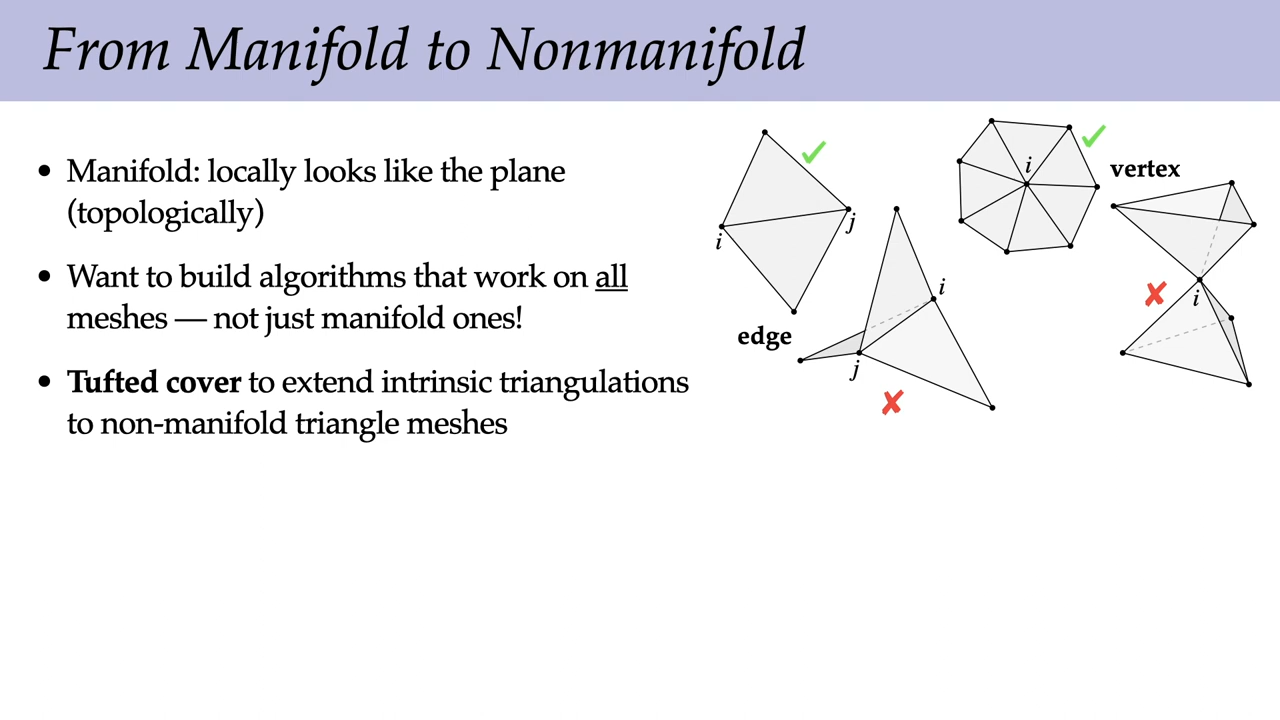 From Manifold to Nonmanifold
• Manifold: locally looks like the plane
(topologically)
• Want to build algorithms that work on all
meshes — not just manifold ones!
• Tufted cover to extend intrinsic triangulations
to non-manifold triangle meshes
✓
i
j
edge
i
j
✘
i
✓
vertex
✘
i